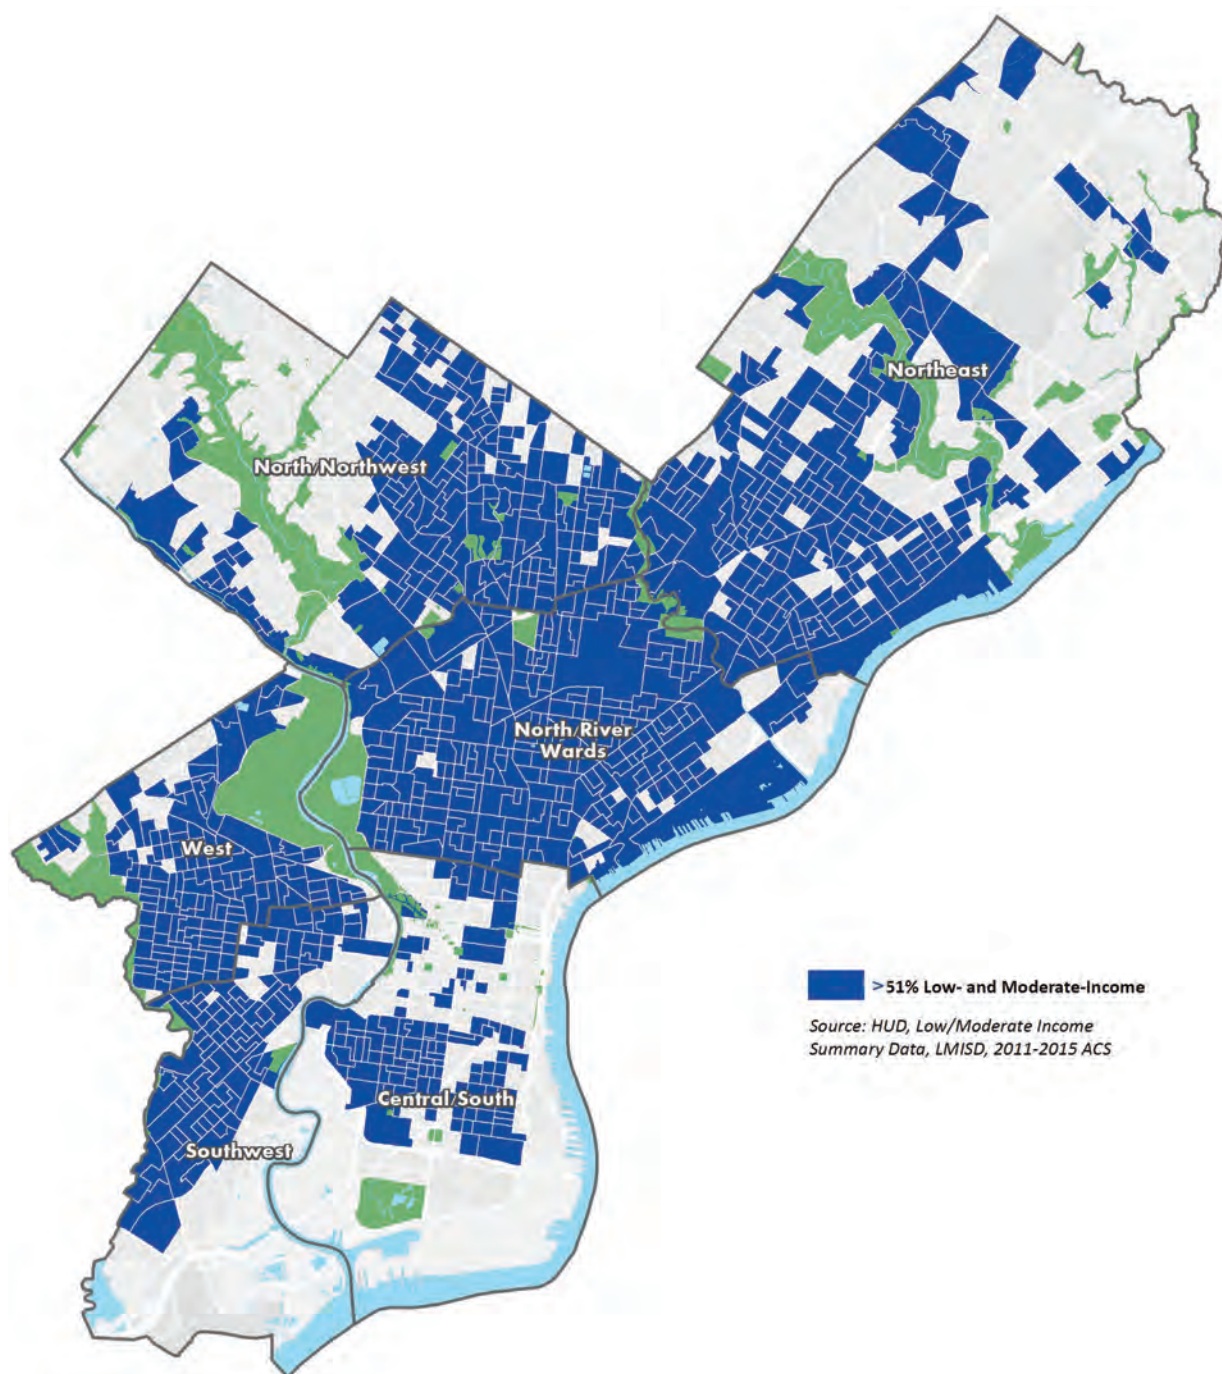 Northeast
North/Northwest
North/River
Wards
West
>51% Low- and Moderate-Income
Source: HUD, Low/Moderate Income
Summary Data, LMISD, 2011-2015 ACS
Central/South
Southwest